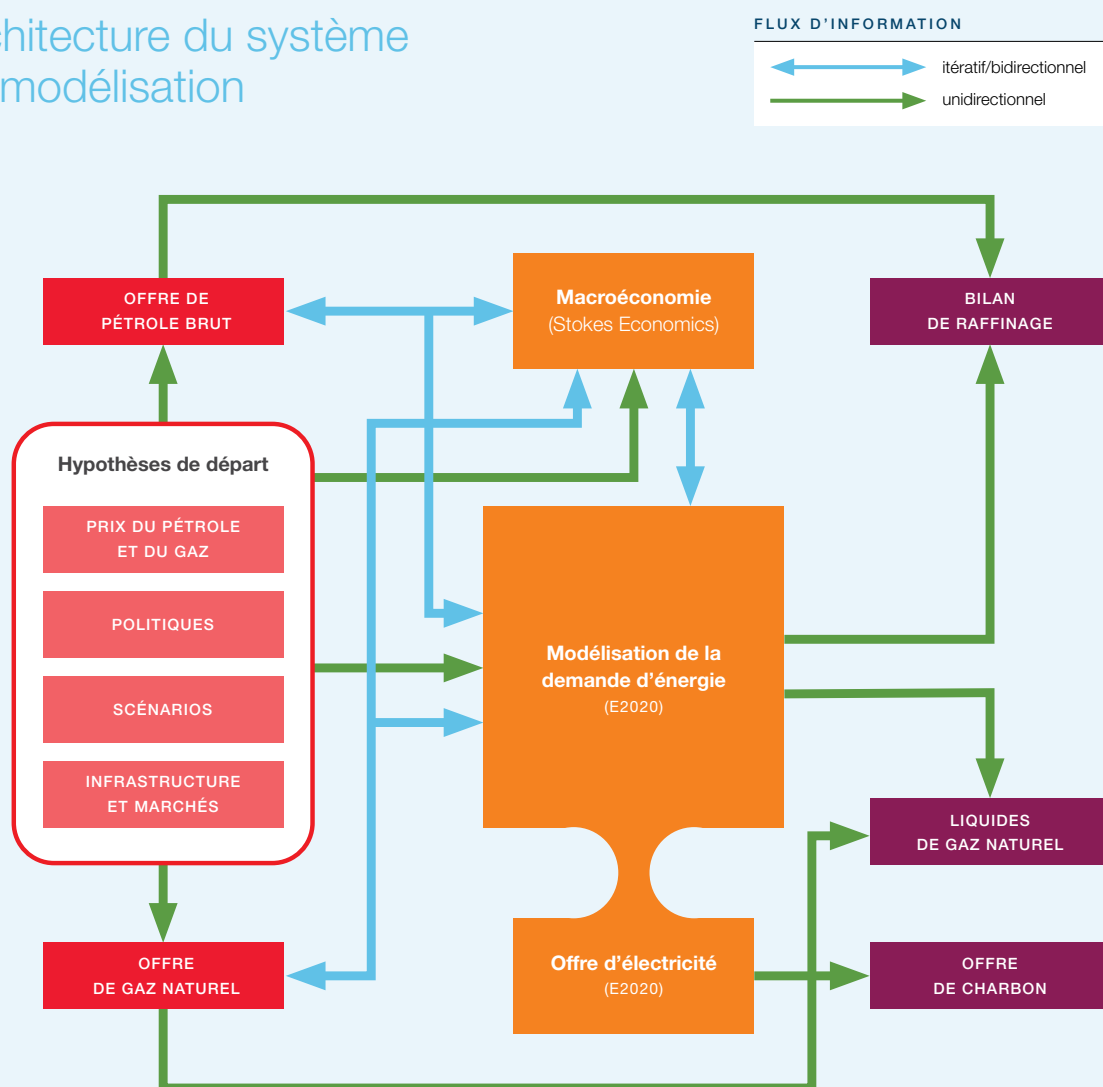 chitecture du système
modélisation
FLUX D'INFORMATION
itératif/bidirectionnel
unidirectionnel
OFFRE DE
PÉTROLE BRUT
Macroéconomie
(Stokes Economics)
BILAN
DE RAFFINAGE
Hypothèses de départ
PRIX DU PÉTROLE
ET DU GAZ
POLITIQUES
SCÉNARIOS
INFRASTRUCTURE
ET MARCHÉS
Modélisation de la
demande d'énergie
(E2020)
LIQUIDES
DE GAZ NATUREL
OFFRE
DE GAZ NATUREL
Offre d'électricité
(E2020)
OFFRE
DE CHARBON